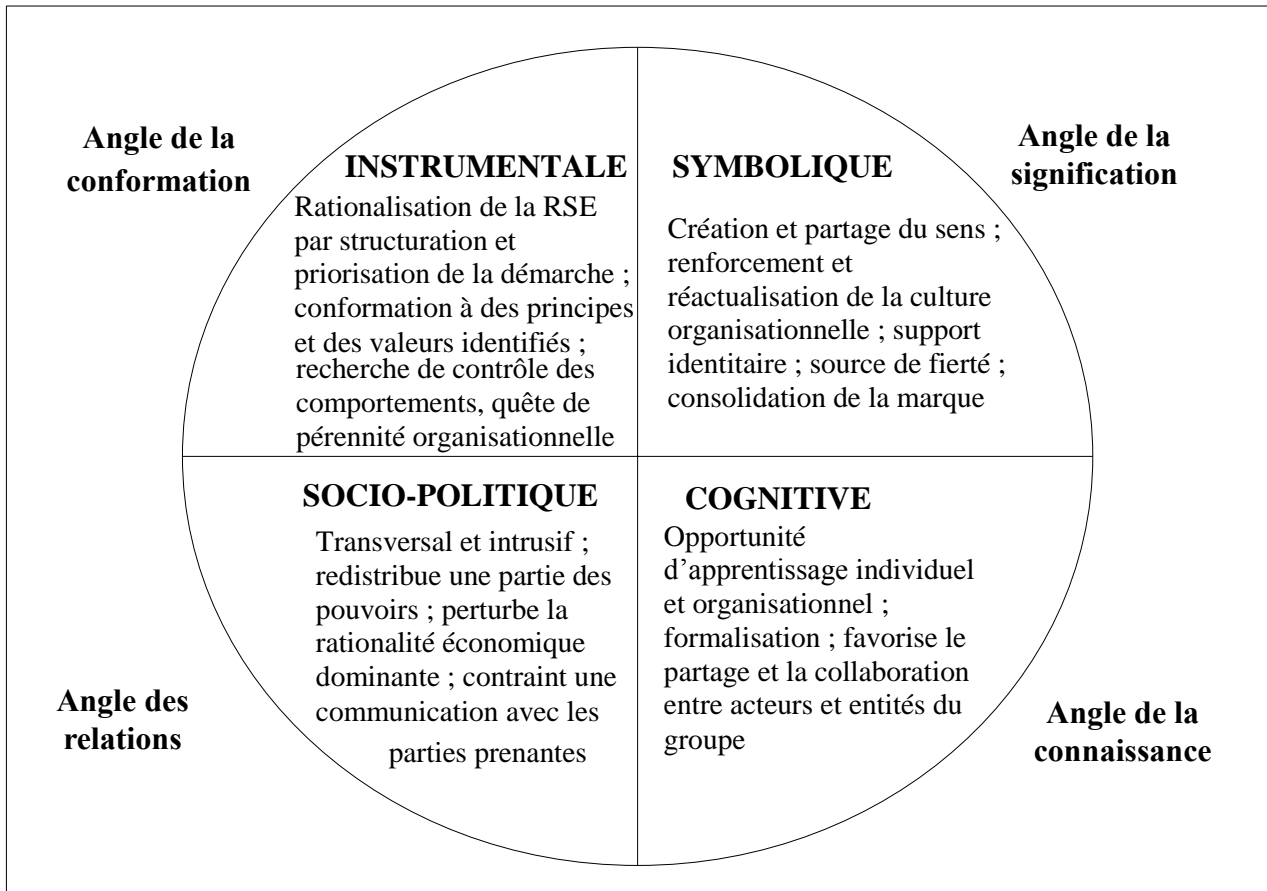 Angle de la
conformation
INSTRUMENTALE
Rationalisation de la RSE
par structuration et
priorisation de la démarche ;
conformation à des principes
et des valeurs identifiés ;
recherche de contrôle des
comportements, quête de
pérennité organisationnelle
SYMBOLIQUE
Création et partage du sens ;
renforcement et
réactualisation de la culture
organisationnelle ; support
identitaire ; source de fierté ;
consolidation de la marque
Angle de la
signification
Angle des
relations
SOCIO-POLITIQUE
Transversal et intrusif ;
redistribue une partie des
pouvoirs ; perturbe la
rationalité économique
dominante ; contraint une
communication avec les
parties prenantes
COGNITIVE
Opportunité
d’apprentissage individuel
et organisationnel ;
formalisation ; favorise le
partage et la collaboration
entre acteurs et entités du
groupe
Angle de la
connaissance